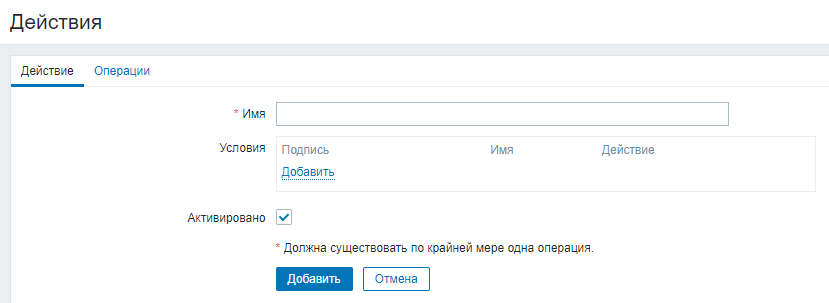 Действия
Действие Операции
* Имя
Условия Подпись Имя Действие
Добавить
Активировано
* Должна существовать по крайней мере одна операция.
Добавить Отмена